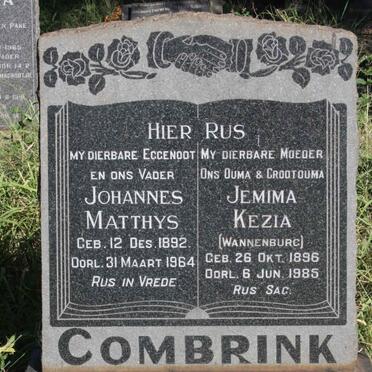 HIER RUS
MY DIERBARE EGGENOOT
EN ONS VADER
JOHANNES
MATTHYS
GEB. 12 DES. 1892.
OORL. 31 MAART 1964
RUS IN VREDE.
MY DIERBARE MOEDER
ONS OUMA & GROOTOUMA
JEMIMA
KEZIA
(WANNENBURG)
GEB. 26 OKT. 1896
OORL. 6 JUN. 1985
RUS SAG.
COMBRINK